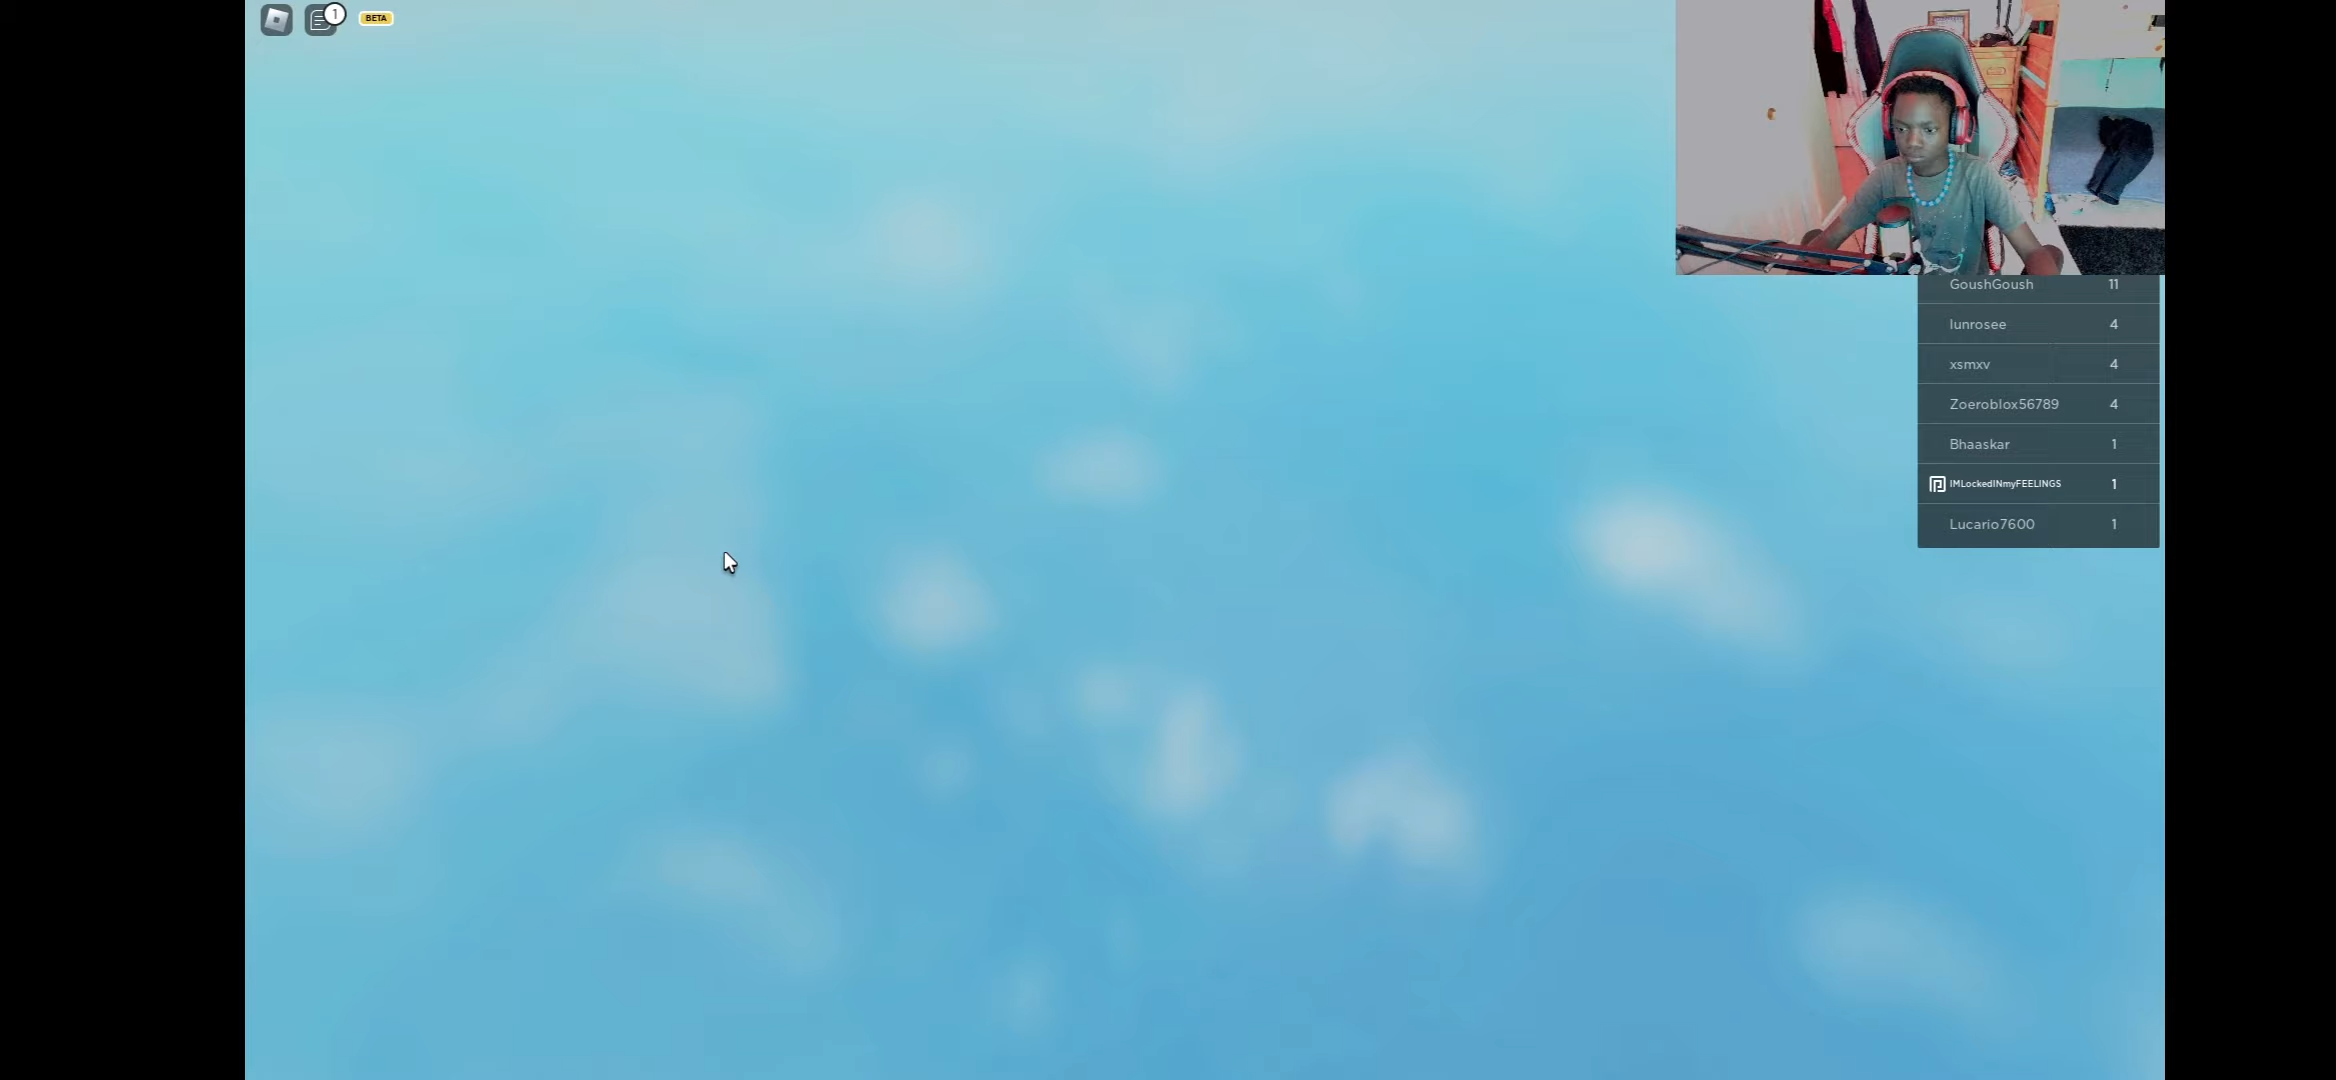 1
BETA
GoushGoush 11
lunrosee 4
xsmxv 4
Zoeroblox56789 4
Bhaaskar 1
IMLockedINmyFEELINGS 1
Lucario7600 1